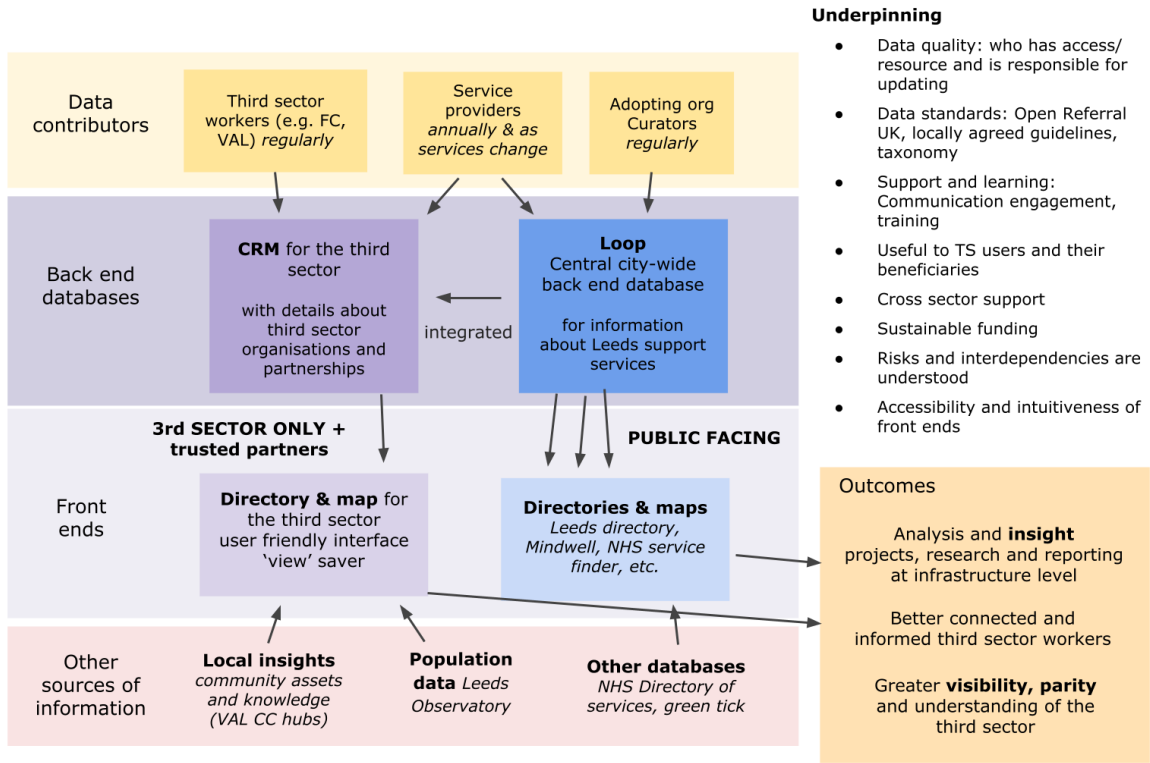 Underpinning
● Data quality: who has access/
resource and is responsible for
updating
● Data standards: Open Referral
UK, locally agreed guidelines,
taxonomy
● Support and learning:
Communication engagement,
training
● Useful to TS users and their
beneficiaries
● Cross sector support
● Sustainable funding
● Risks and interdependencies are
understood
● Accessibility and intuitiveness of
front ends
Data
contributors
Third sector
workers (e.g. FC,
VAL) regularly
Service
providers
annually & as
services change
Adopting org
Curators
regularly
Back end
databases
CRM for the third
sector
with details about
third sector
organisations and
partnerships
integrated
Loop
Central city-wide
back end database
for information
about Leeds support
services
3rd SECTOR ONLY +
trusted partners
PUBLIC FACING
Front
ends
Directory & map for
the third sector
user friendly interface
‘view’ saver
Directories & maps
Leeds directory,
Mindwell, NHS service
finder, etc.
Other
sources of
information
Local insights
community assets
and knowledge
(VAL CC hubs)
Population
data Leeds
Observatory
Other databases
NHS Directory of
services, green tick
Outcomes
Analysis and insight
projects, research and reporting
at infrastructure level
Better connected and
informed third sector workers
Greater visibility, parity
and understanding of the
third sector